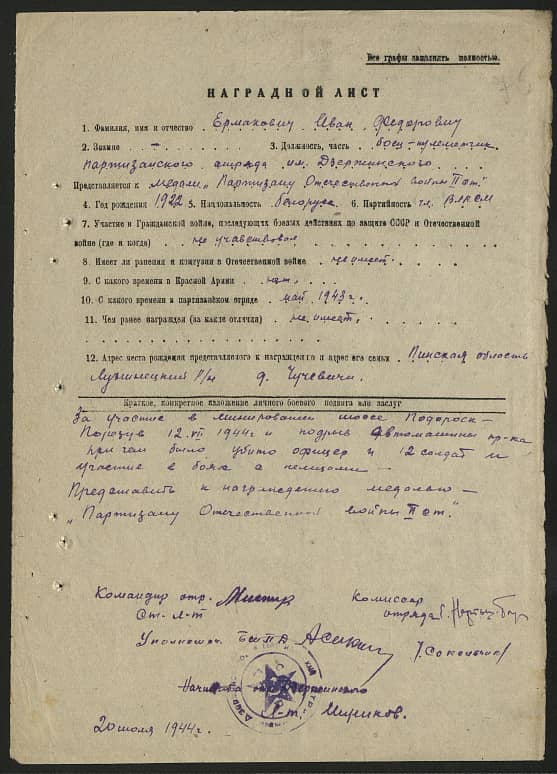 Все графы заполнять полностью.
НАГРАДНОЙ ЛИСТ
1. Фамилия, имя и отчество Ермакович Иван Федорович
2. Звание – 3. Должность, часть боец-пулеметчик
партизанского отряда им. Дзержинского
Представляется к медали „Партизану Отечественной войны II ст."
4. Год рождения 1922 5. Национальность белорус 6. Партийность чл. ВЛКСМ
7. Участие в Гражданской войне, последующих боевых действиях по защите СССР и Отечественной
войне (где и когда) не участвовал
8. Имеет ли ранения и контузии в Отечественной войне не имеет.
9. С какого времени в Красной Армии нет.
10. С какого времени в партизанском отряде май 1943 г.
11. Чем ранее награжден (за какие отличия) не имеет.
12. Адрес места рождения представляемого к награждению и адрес его семьи Пинская область
Лунинецкий р/н д. Чучевичи.
Краткое, конкретное изложение личного боевого подвига или заслуг
За участие в минировании шоссе Подороск –
12.VII 1944 г и подрыв автомашины пр-ка
при чем было убито офицер и 12 солдат и
участие в боях с немцами –
Представить к награждению медалью –
„Партизану Отечественной войны II ст."
Командир отр. Комиссар
Ст. л-т отряда
Уполномоч.
Дзержинского
л-т. Мириков.
20 июля 1944 г.